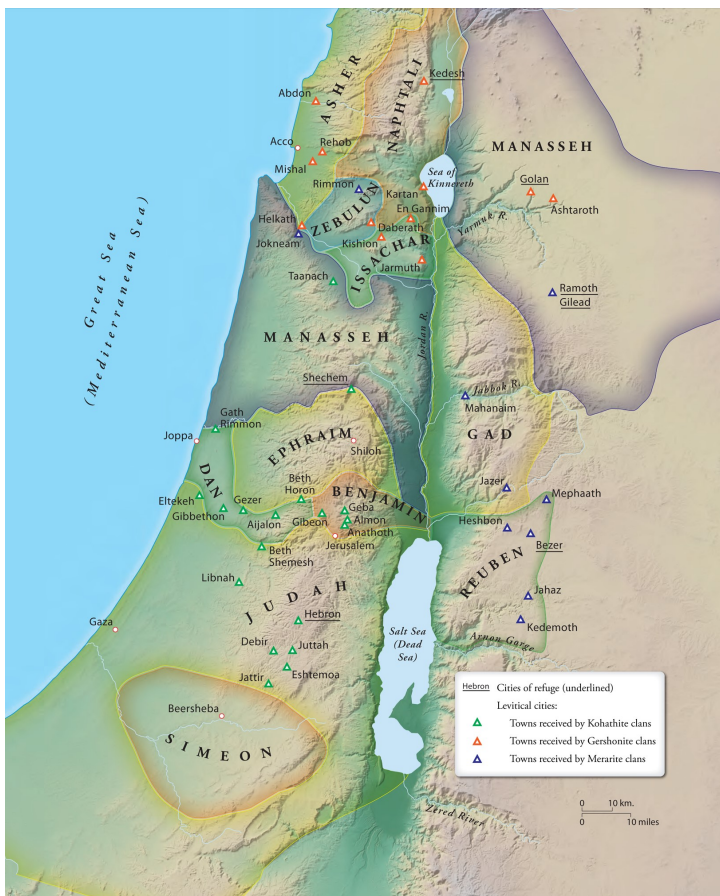 ASHER
NAPHTALI
Kedesh
Abdon
MANASSEH
Acco
Rehob
Mishal
Sea of
Kinnereth
Rimmon
ZEBULUN
Kartan
Golan
Ashtaroth
En Gannim
Helkath
Daberath
Yarmuk R.
Jokneam
Kishion
ISSACHAR
Jarmuth
Taanach
Ramoth
Gilead
Great Sea
(Mediterranean Sea)
MANASSEH
Jordan R.
Shechem
Jabbok R.
Mahanaim
Gath
Rimmon
Joppa
EPHRAIM
Shiloh
GAD
DAN
Beth
Horon
BENJAMIN
Jazer
Mephaath
Eltekeh
Gezer
Geba
Gibbethon
Aijalon
Gibeon
Almon
Anathoth
Heshbon
Jerusalem
Bezer
Beth
Shemesh
REUBEN
Libnah
JUDAH
Jahaz
Hebron
Gaza
Kedemoth
Salt Sea
(Dead
Sea)
Debir
Juttah
Arnon Gorge
Eshtemoa
Jattir
Beersheba
SIMEON
Hebron Cities of refuge (underlined)
Levitical cities:
Towns received by Kohathite clans
Towns received by Gershonite clans
Towns received by Merarite clans
Zered River
0 10 km.
0 10 miles